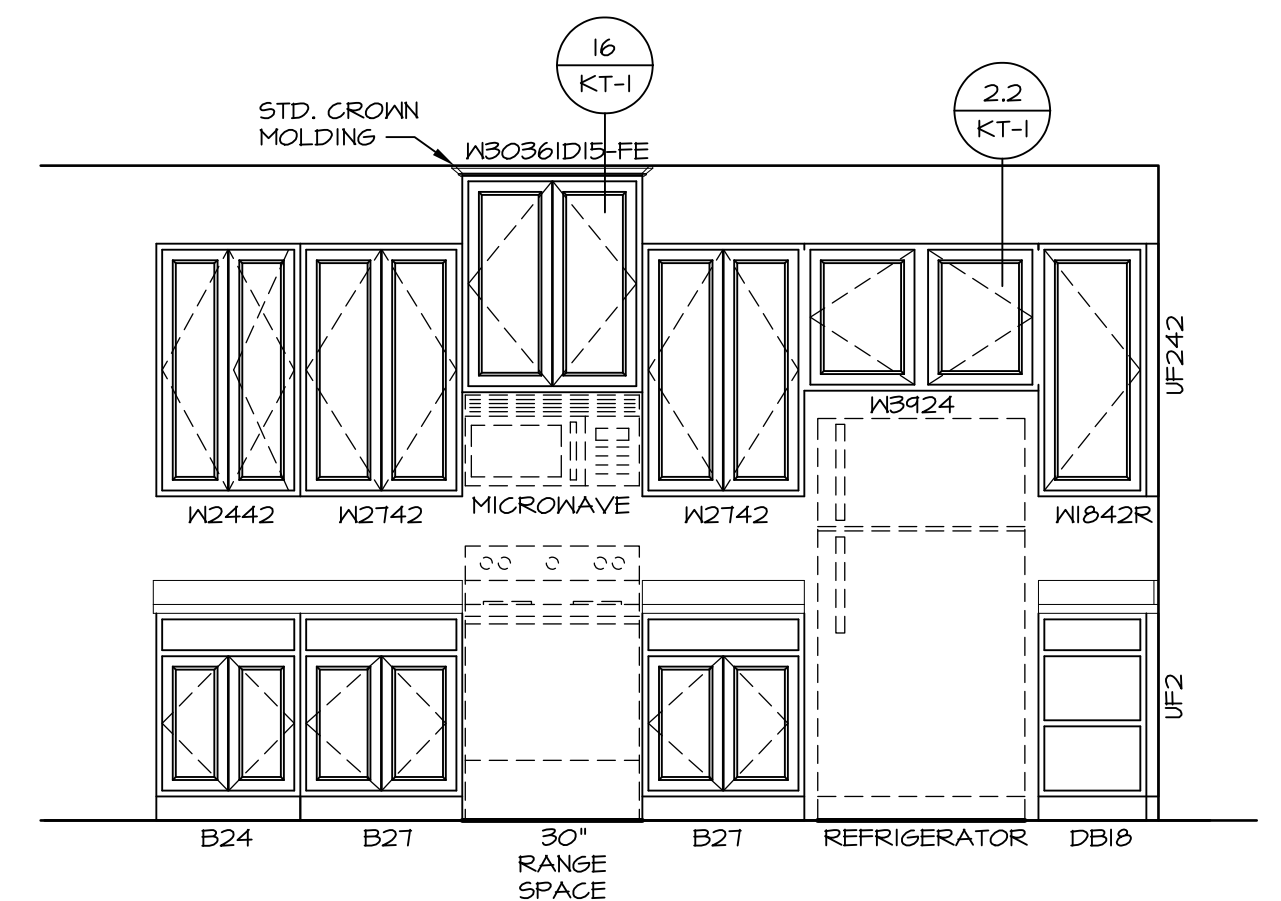 16
KT-1
2.2
KT-1
STD. CROWN
MOLDING
W30361D15-FE
UF242
W3924
MICROWAVE
W2442
W2742
W2742
W1842R
UF2
B24
B27
30"
RANGE
SPACE
B27
REFRIGERATOR
DB18